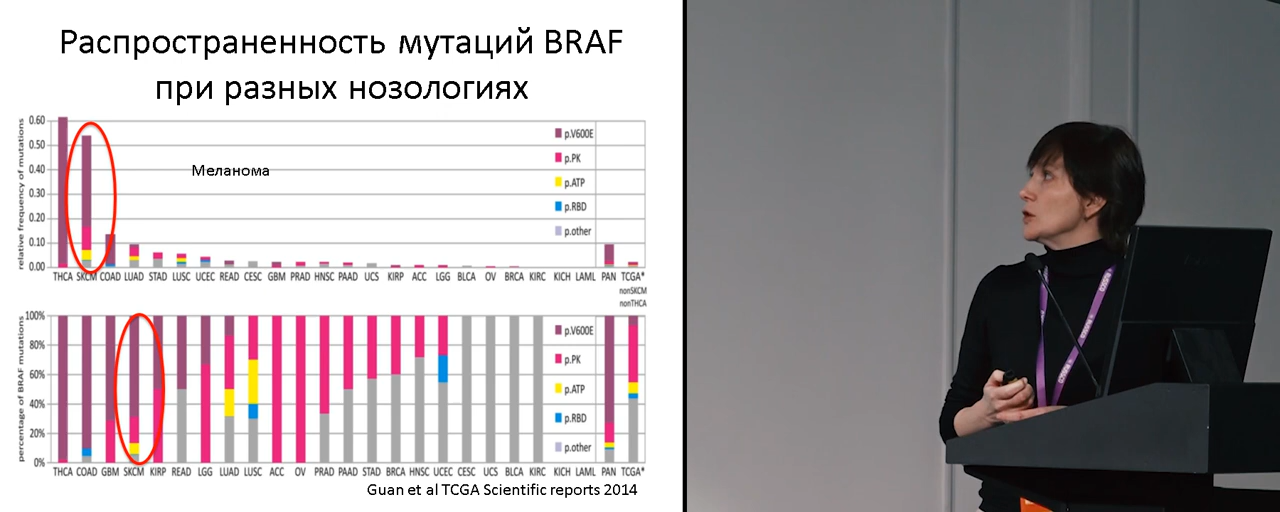 Распространенность мутаций BRAF
при разных нозологиях
relative frequency of mutations
0.60
0.50
0.40
0.30
0.20
0.10
0.00
Меланома
p.V600E
p.PK
p.ATP
p.RBD
p.other
THCA SKCM COAD LUAD STAD LUSC UCEC READ CESC GBM PRAD HNSC PAAD UCS KIRP ACC LGG BLCA OV BRCA KIRC KICH LAML PAN TCGA*
nonSKCM
nonTHCA
percentage of BRAF mutations
100%
80%
60%
40%
20%
0%
p.V600E
p.PK
p.ATP
p.RBD
p.other
THCA COAD GBM SKCM KIRP READ LGG LUAD LUSC ACC OV PRAD PAAD STAD BRCA HNSC UCEC CESC UCS BLCA KIRC KICH LAML PAN TCGA*
Guan et al TCGA Scientific reports 2014